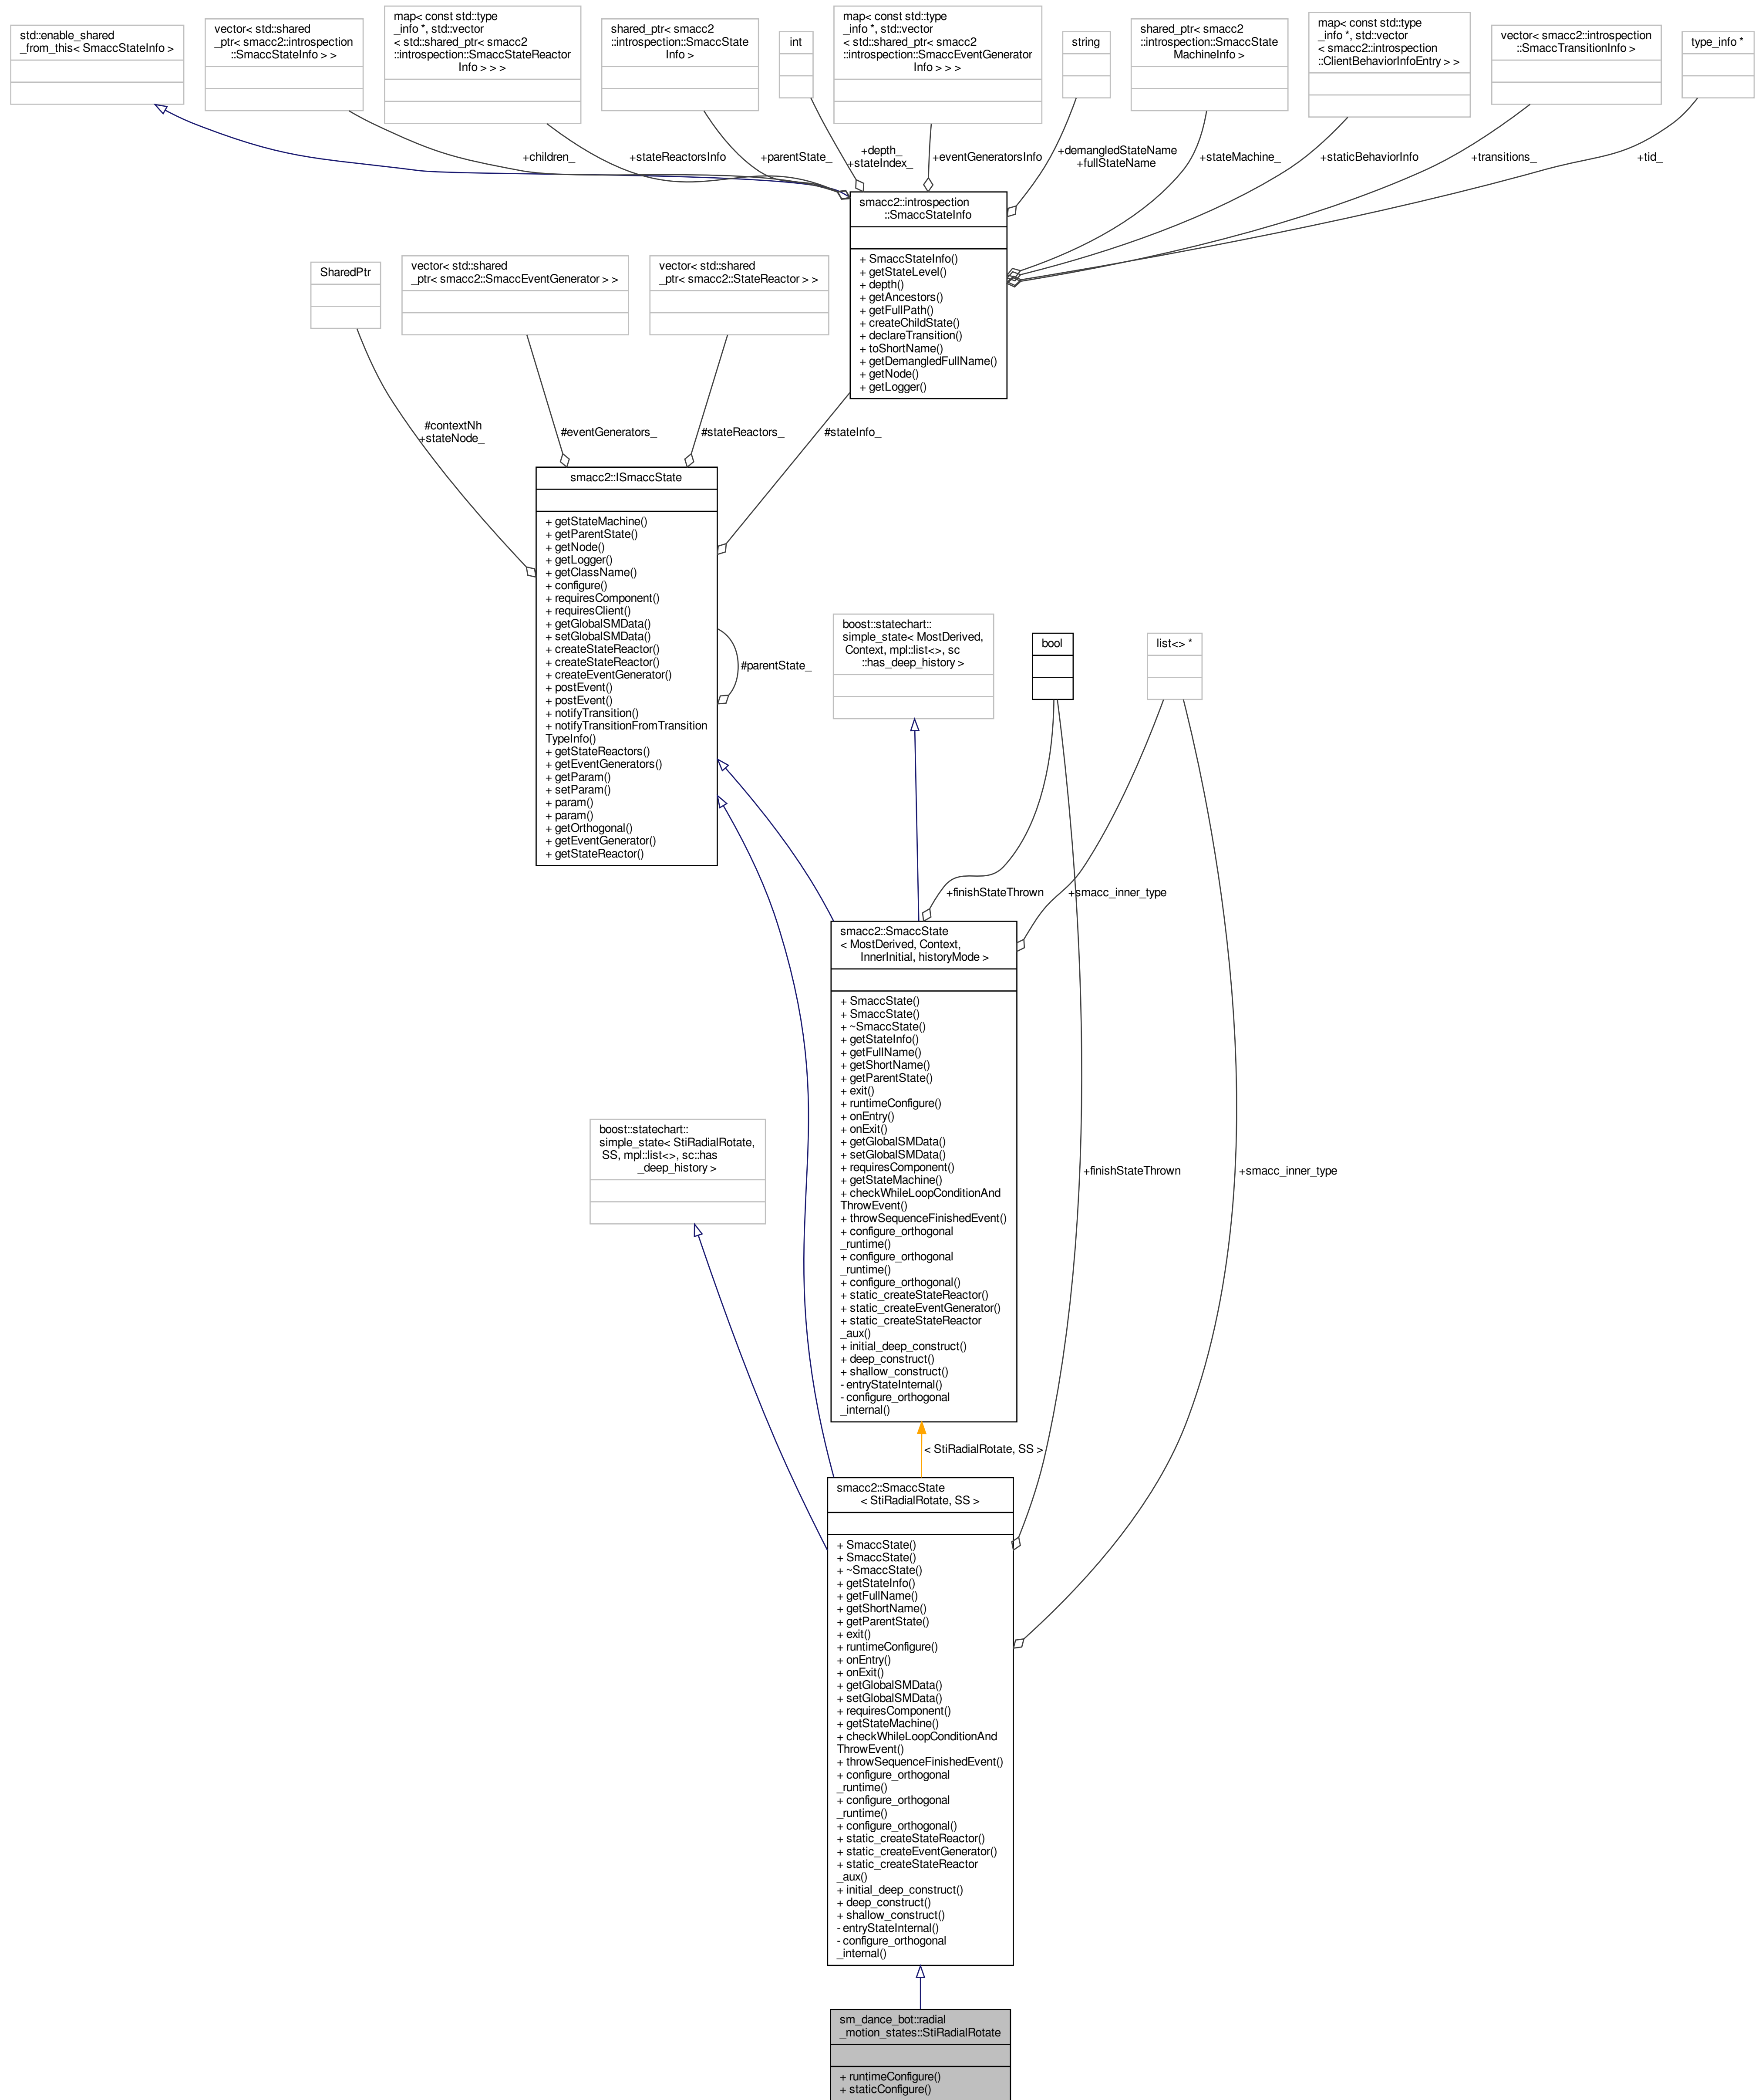 std::enable_shared
_from_this< SmaccStateInfo >
vector< std::shared
_ptr< smacc2::introspection
::SmaccStateInfo > >
map< const std::type
_info *, std::vector
< std::shared_ptr< smacc2
::introspection::SmaccStateReactor
Info > > >
shared_ptr< smacc2
::introspection::SmaccState
Info >
int
map< const std::type
_info *, std::vector
< std::shared_ptr< smacc2
::introspection::SmaccEventGenerator
Info > > >
string
shared_ptr< smacc2
::introspection::SmaccState
MachineInfo >
map< const std::type
_info *, std::vector
< smacc2::introspection
::ClientBehaviorInfoEntry > >
vector< smacc2::introspection
::SmaccTransitionInfo >
type_info *
+children_
+stateReactorsInfo
+parentState_
+depth_
+stateIndex_
+eventGeneratorsInfo
+demangledStateName
+fullStateName
+stateMachine_
+staticBehaviorInfo
+transitions_
+tid_
smacc2::introspection
::SmaccStateInfo
+ SmaccStateInfo()
+ getStateLevel()
+ depth()
+ getAncestors()
+ getFullPath()
+ createChildState()
+ declareTransition()
+ toShortName()
+ getDemangledFullName()
+ getNode()
+ getLogger()
SharedPtr
vector< std::shared
_ptr< smacc2::SmaccEventGenerator > >
vector< std::shared
_ptr< smacc2::StateReactor > >
#contextNh
+stateNode_
#eventGenerators_
#stateReactors_
#stateInfo_
smacc2::ISmaccState
+ getStateMachine()
+ getParentState()
+ getNode()
+ getLogger()
+ getClassName()
+ configure()
+ requiresComponent()
+ requiresClient()
+ getGlobalSMData()
+ setGlobalSMData()
+ createStateReactor()
+ createStateReactor()
+ createEventGenerator()
+ postEvent()
+ postEvent()
+ notifyTransition()
+ notifyTransitionFromTransition
TypeInfo()
+ getStateReactors()
+ getEventGenerators()
+ getParam()
+ setParam()
+ param()
+ param()
+ getOrthogonal()
+ getEventGenerator()
+ getStateReactor()
#parentState_
boost::statechart::
simple_state< MostDerived,
Context, mpl::list<>, sc
::has_deep_history >
bool
list<> *
+finishStateThrown
+smacc_inner_type
smacc2::SmaccState
< MostDerived, Context,
InnerInitial, historyMode >
+ SmaccState()
+ SmaccState()
+ ~SmaccState()
+ getStateInfo()
+ getFullName()
+ getShortName()
+ getParentState()
+ exit()
+ runtimeConfigure()
+ onEntry()
+ onExit()
+ getGlobalSMData()
+ setGlobalSMData()
+ requiresComponent()
+ getStateMachine()
+ checkWhileLoopConditionAnd
ThrowEvent()
+ throwSequenceFinishedEvent()
+ configure_orthogonal
_runtime()
+ configure_orthogonal
_runtime()
+ configure_orthogonal()
+ static_createStateReactor()
+ static_createEventGenerator()
+ static_createStateReactor
_aux()
+ initial_deep_construct()
+ deep_construct()
+ shallow_construct()
- entryStateInternal()
- configure_orthogonal
_internal()
boost::statechart::
simple_state< StiRadialRotate,
SS, mpl::list<>, sc::has
_deep_history >
+finishStateThrown
+smacc_inner_type
< StiRadialRotate, SS >
smacc2::SmaccState
< StiRadialRotate, SS >
+ SmaccState()
+ SmaccState()
+ ~SmaccState()
+ getStateInfo()
+ getFullName()
+ getShortName()
+ getParentState()
+ exit()
+ runtimeConfigure()
+ onEntry()
+ onExit()
+ getGlobalSMData()
+ setGlobalSMData()
+ requiresComponent()
+ getStateMachine()
+ checkWhileLoopConditionAnd
ThrowEvent()
+ throwSequenceFinishedEvent()
+ configure_orthogonal
_runtime()
+ configure_orthogonal
_runtime()
+ configure_orthogonal()
+ static_createStateReactor()
+ static_createEventGenerator()
+ static_createStateReactor
_aux()
+ initial_deep_construct()
+ deep_construct()
+ shallow_construct()
- entryStateInternal()
- configure_orthogonal
_internal()
sm_dance_bot::radial
_motion_states::StiRadialRotate
+ runtimeConfigure()
+ staticConfigure()